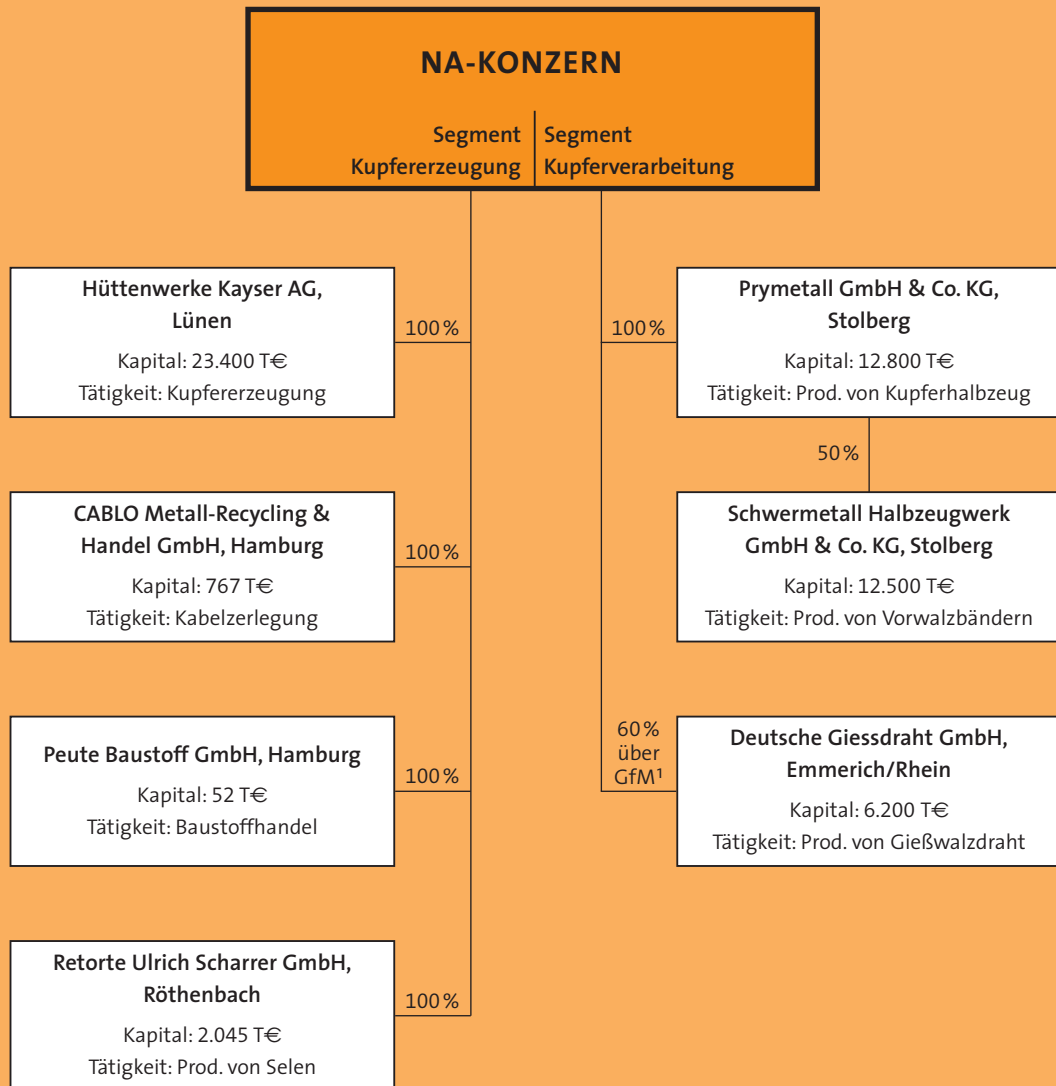 NA-KONZERN
Segment
Kupfererzeugung
Segment
Kupferverarbeitung
Hüttenwerke Kayser AG,
Lünen
Kapital: 23.400 T€
Tätigkeit: Kupfererzeugung
100 %
CABLO Metall-Recycling &
Handel GmbH, Hamburg
Kapital: 767 T€
Tätigkeit: Kabelzerlegung
100 %
Peute Baustoff GmbH, Hamburg
Kapital: 52 T€
Tätigkeit: Baustoffhandel
100 %
Retorte Ulrich Scharrer GmbH,
Röthenbach
Kapital: 2.045 T€
Tätigkeit: Prod. von Selen
100 %
100 %
Prymetall GmbH & Co. KG,
Stolberg
Kapital: 12.800 T€
Tätigkeit: Prod. von Kupferhalbzeug
50 %
Schwermetall Halbzeugwerk
GmbH & Co. KG, Stolberg
Kapital: 12.500 T€
Tätigkeit: Prod. von Vorwalzbändern
60 %
über
GfM¹
Deutsche Giessdraht GmbH,
Emmerich/Rhein
Kapital: 6.200 T€
Tätigkeit: Prod. von Gießwalzdraht